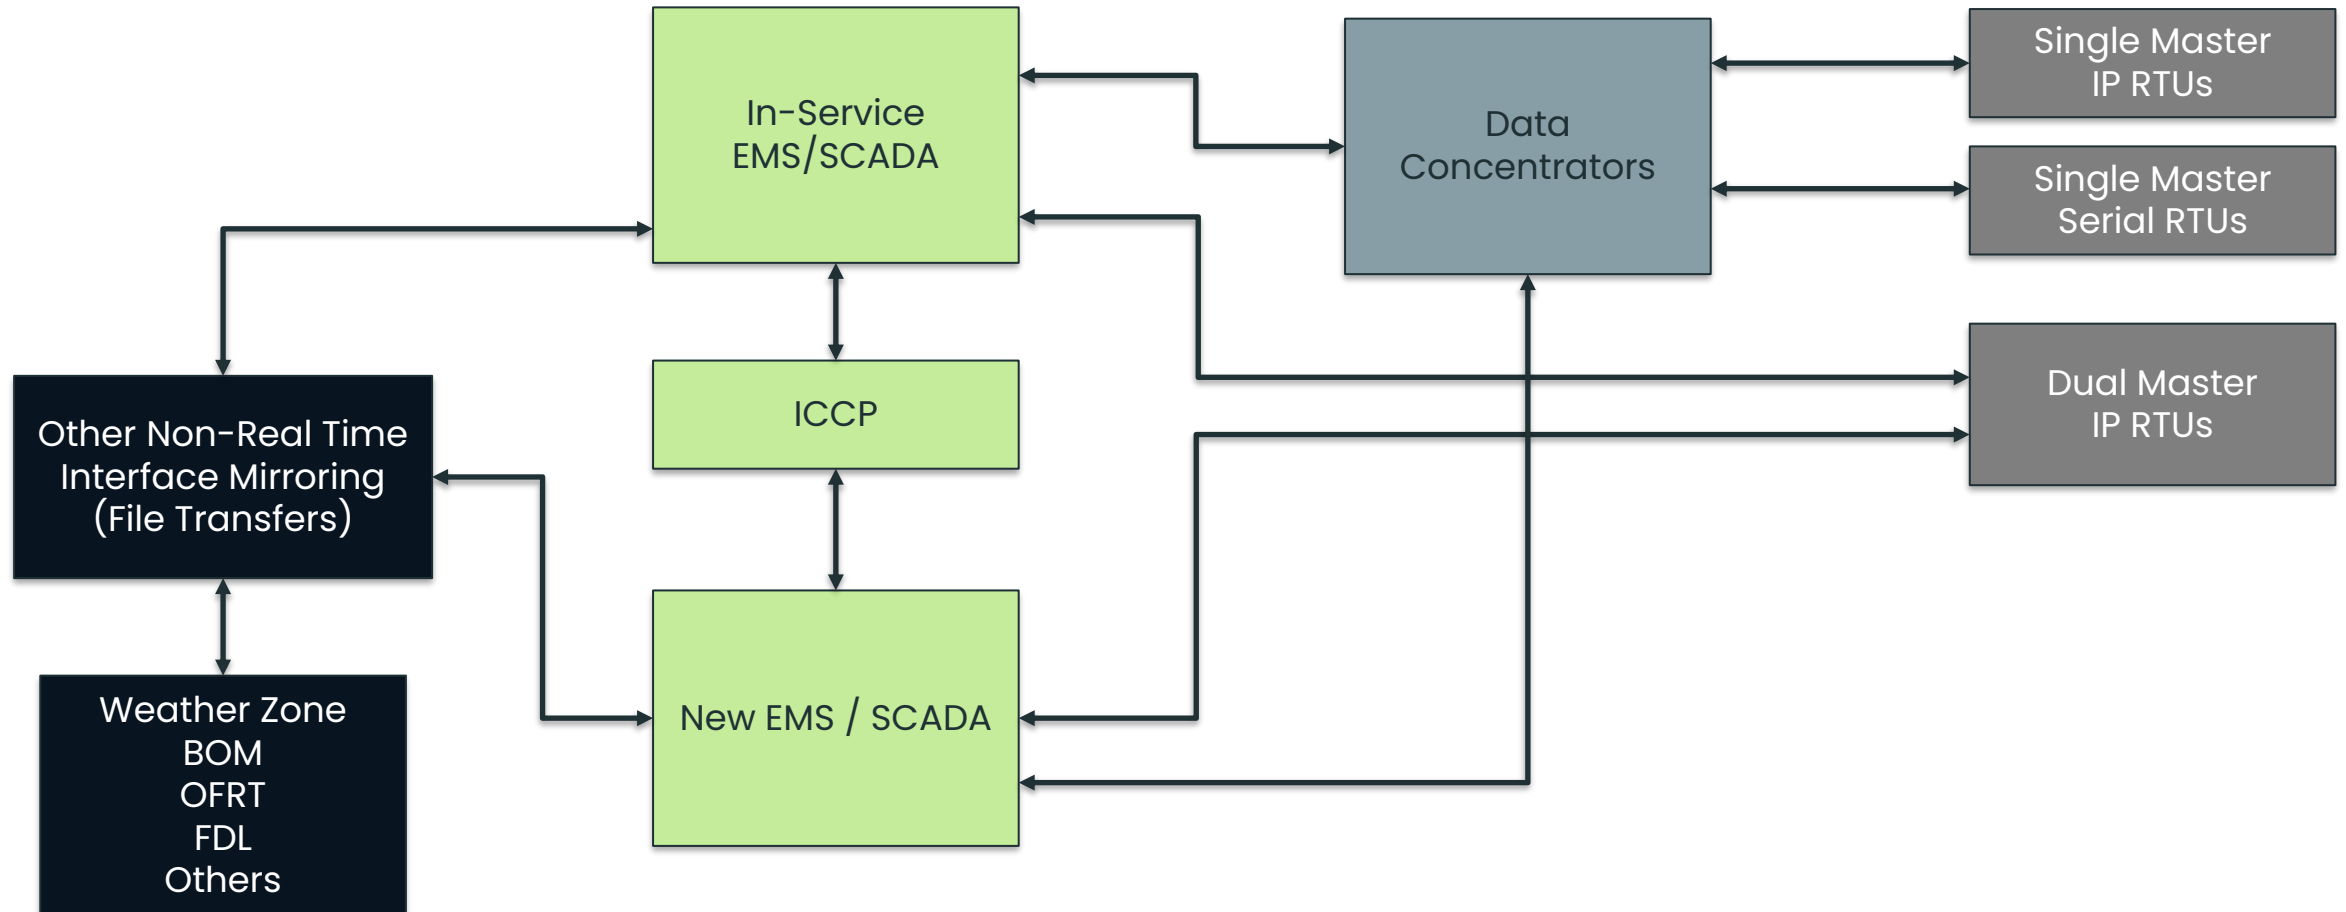 In-Service
EMS/SCADA
Data
Concentrators
Single Master
IP RTUs
Single Master
Serial RTUs
Dual Master
IP RTUs
ICCP
Other Non-Real Time
Interface Mirroring
(File Transfers)
New EMS / SCADA
Weather Zone
BOM
OFRT
FDL
Others